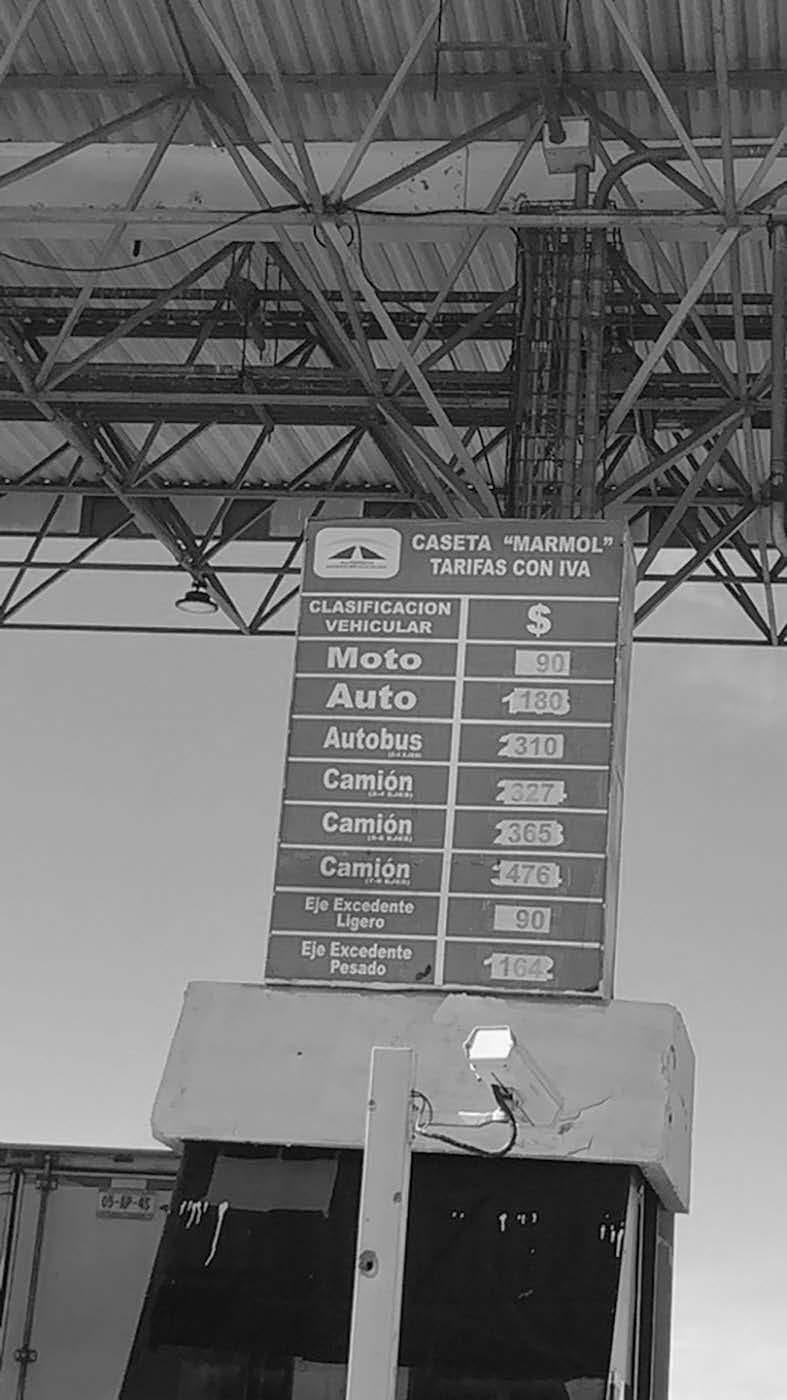 CASETA "MARMOL"
TARIFAS CON IVA
CLASIFICACION
VEHICULAR
$
Moto 90
Auto 180
Autobus 310
Camión 327
Camión 365
Camión 476
Eje Excedente
Ligero
90
Eje Excedente
Pesado
164